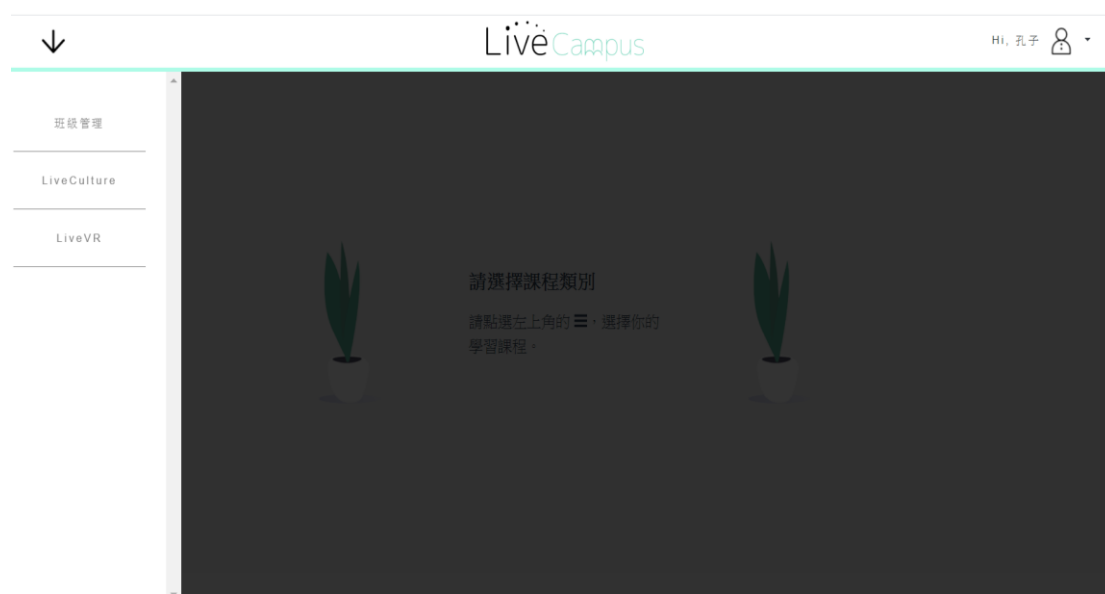 LiveCampus
Hi, 孔子
班級管理
LiveCulture
LiveVR
請選擇課程類別
請點選左上角的 ☰，選擇你的
學習課程。